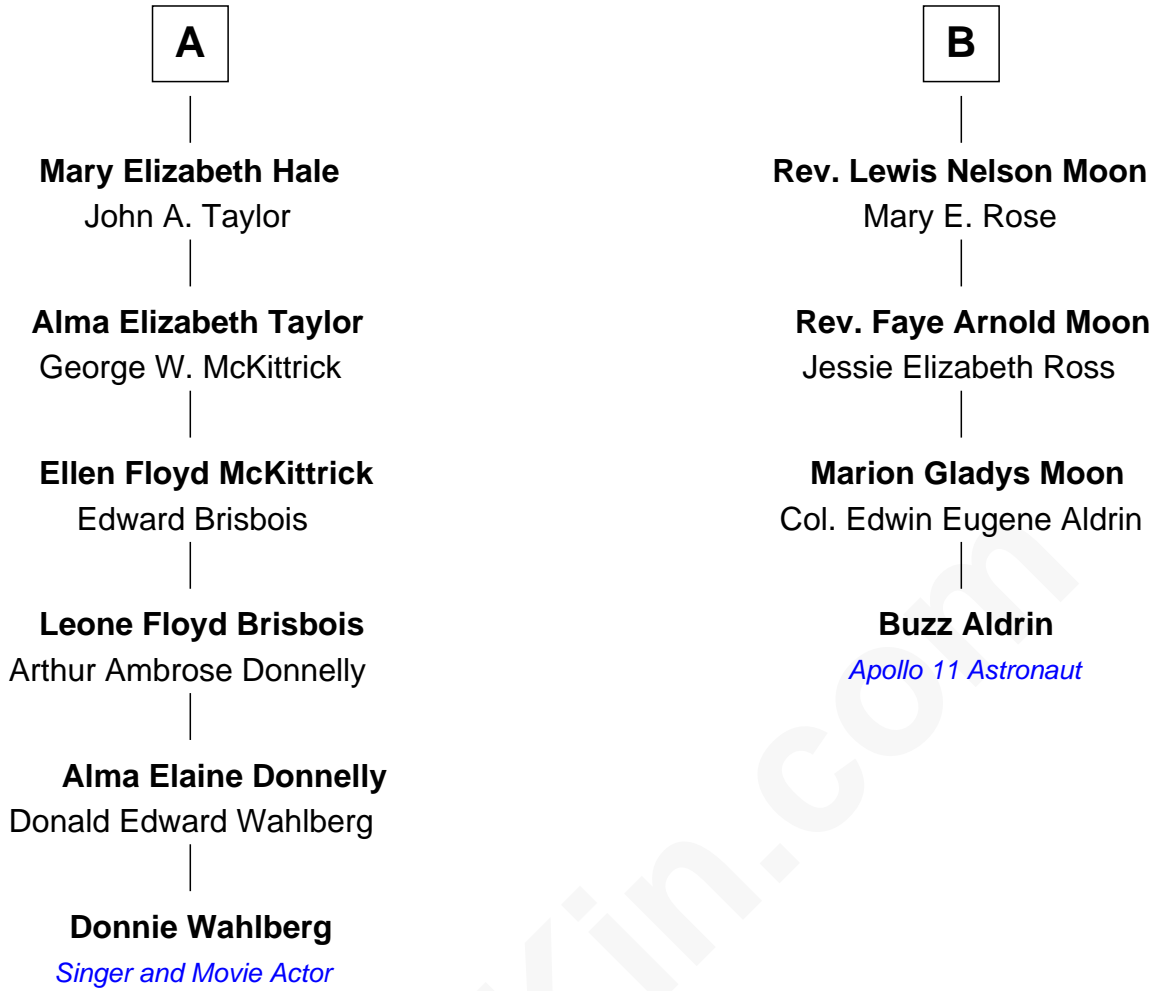 A
Mary Elizabeth Hale
John A. Taylor
Alma Elizabeth Taylor
George W. McKittrick
Ellen Floyd McKittrick
Edward Brisbois
Leone Floyd Brisbois
Arthur Ambrose Donnelly
Alma Elaine Donnelly
Donald Edward Wahlberg
Donnie Wahlberg
Singer and Movie Actor
B
Rev. Lewis Nelson Moon
Mary E. Rose
Rev. Faye Arnold Moon
Jessie Elizabeth Ross
Marion Gladys Moon
Col. Edwin Eugene Aldrin
Buzz Aldrin
Apollo 11 Astronaut
Kin.com